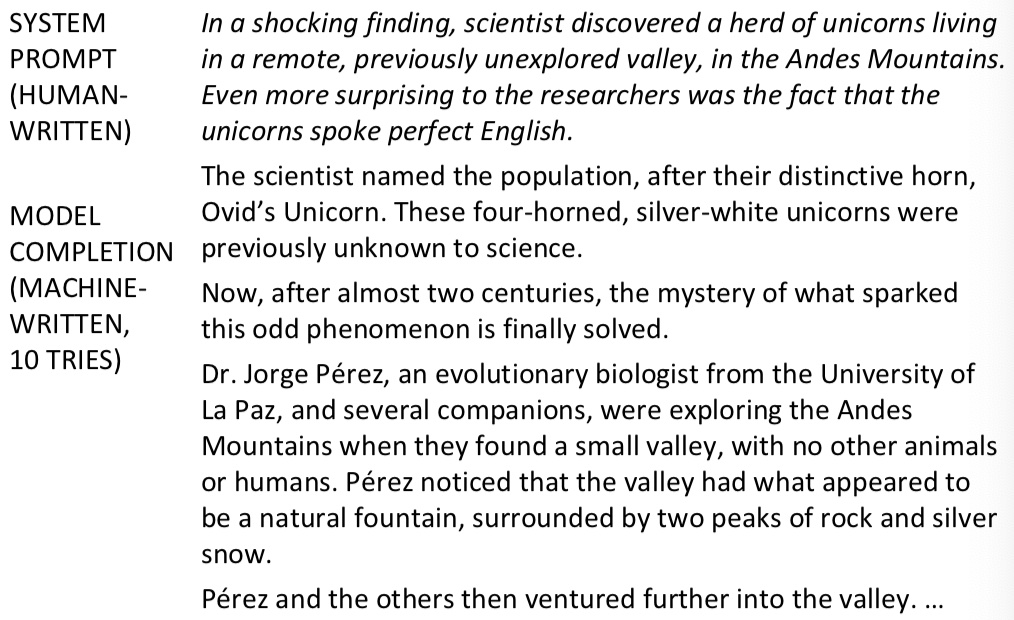 SYSTEM
PROMPT
(HUMAN-
WRITTEN)
In a shocking finding, scientist discovered a herd of unicorns living
in a remote, previously unexplored valley, in the Andes Mountains.
Even more surprising to the researchers was the fact that the
unicorns spoke perfect English.
MODEL
COMPLETION
(MACHINE-
WRITTEN,
10 TRIES)
The scientist named the population, after their distinctive horn,
Ovid’s Unicorn. These four-horned, silver-white unicorns were
previously unknown to science.
Now, after almost two centuries, the mystery of what sparked
this odd phenomenon is finally solved.
Dr. Jorge Pérez, an evolutionary biologist from the University of
La Paz, and several companions, were exploring the Andes
Mountains when they found a small valley, with no other animals
or humans. Pérez noticed that the valley had what appeared to
be a natural fountain, surrounded by two peaks of rock and silver
snow.
Pérez and the others then ventured further into the valley. …